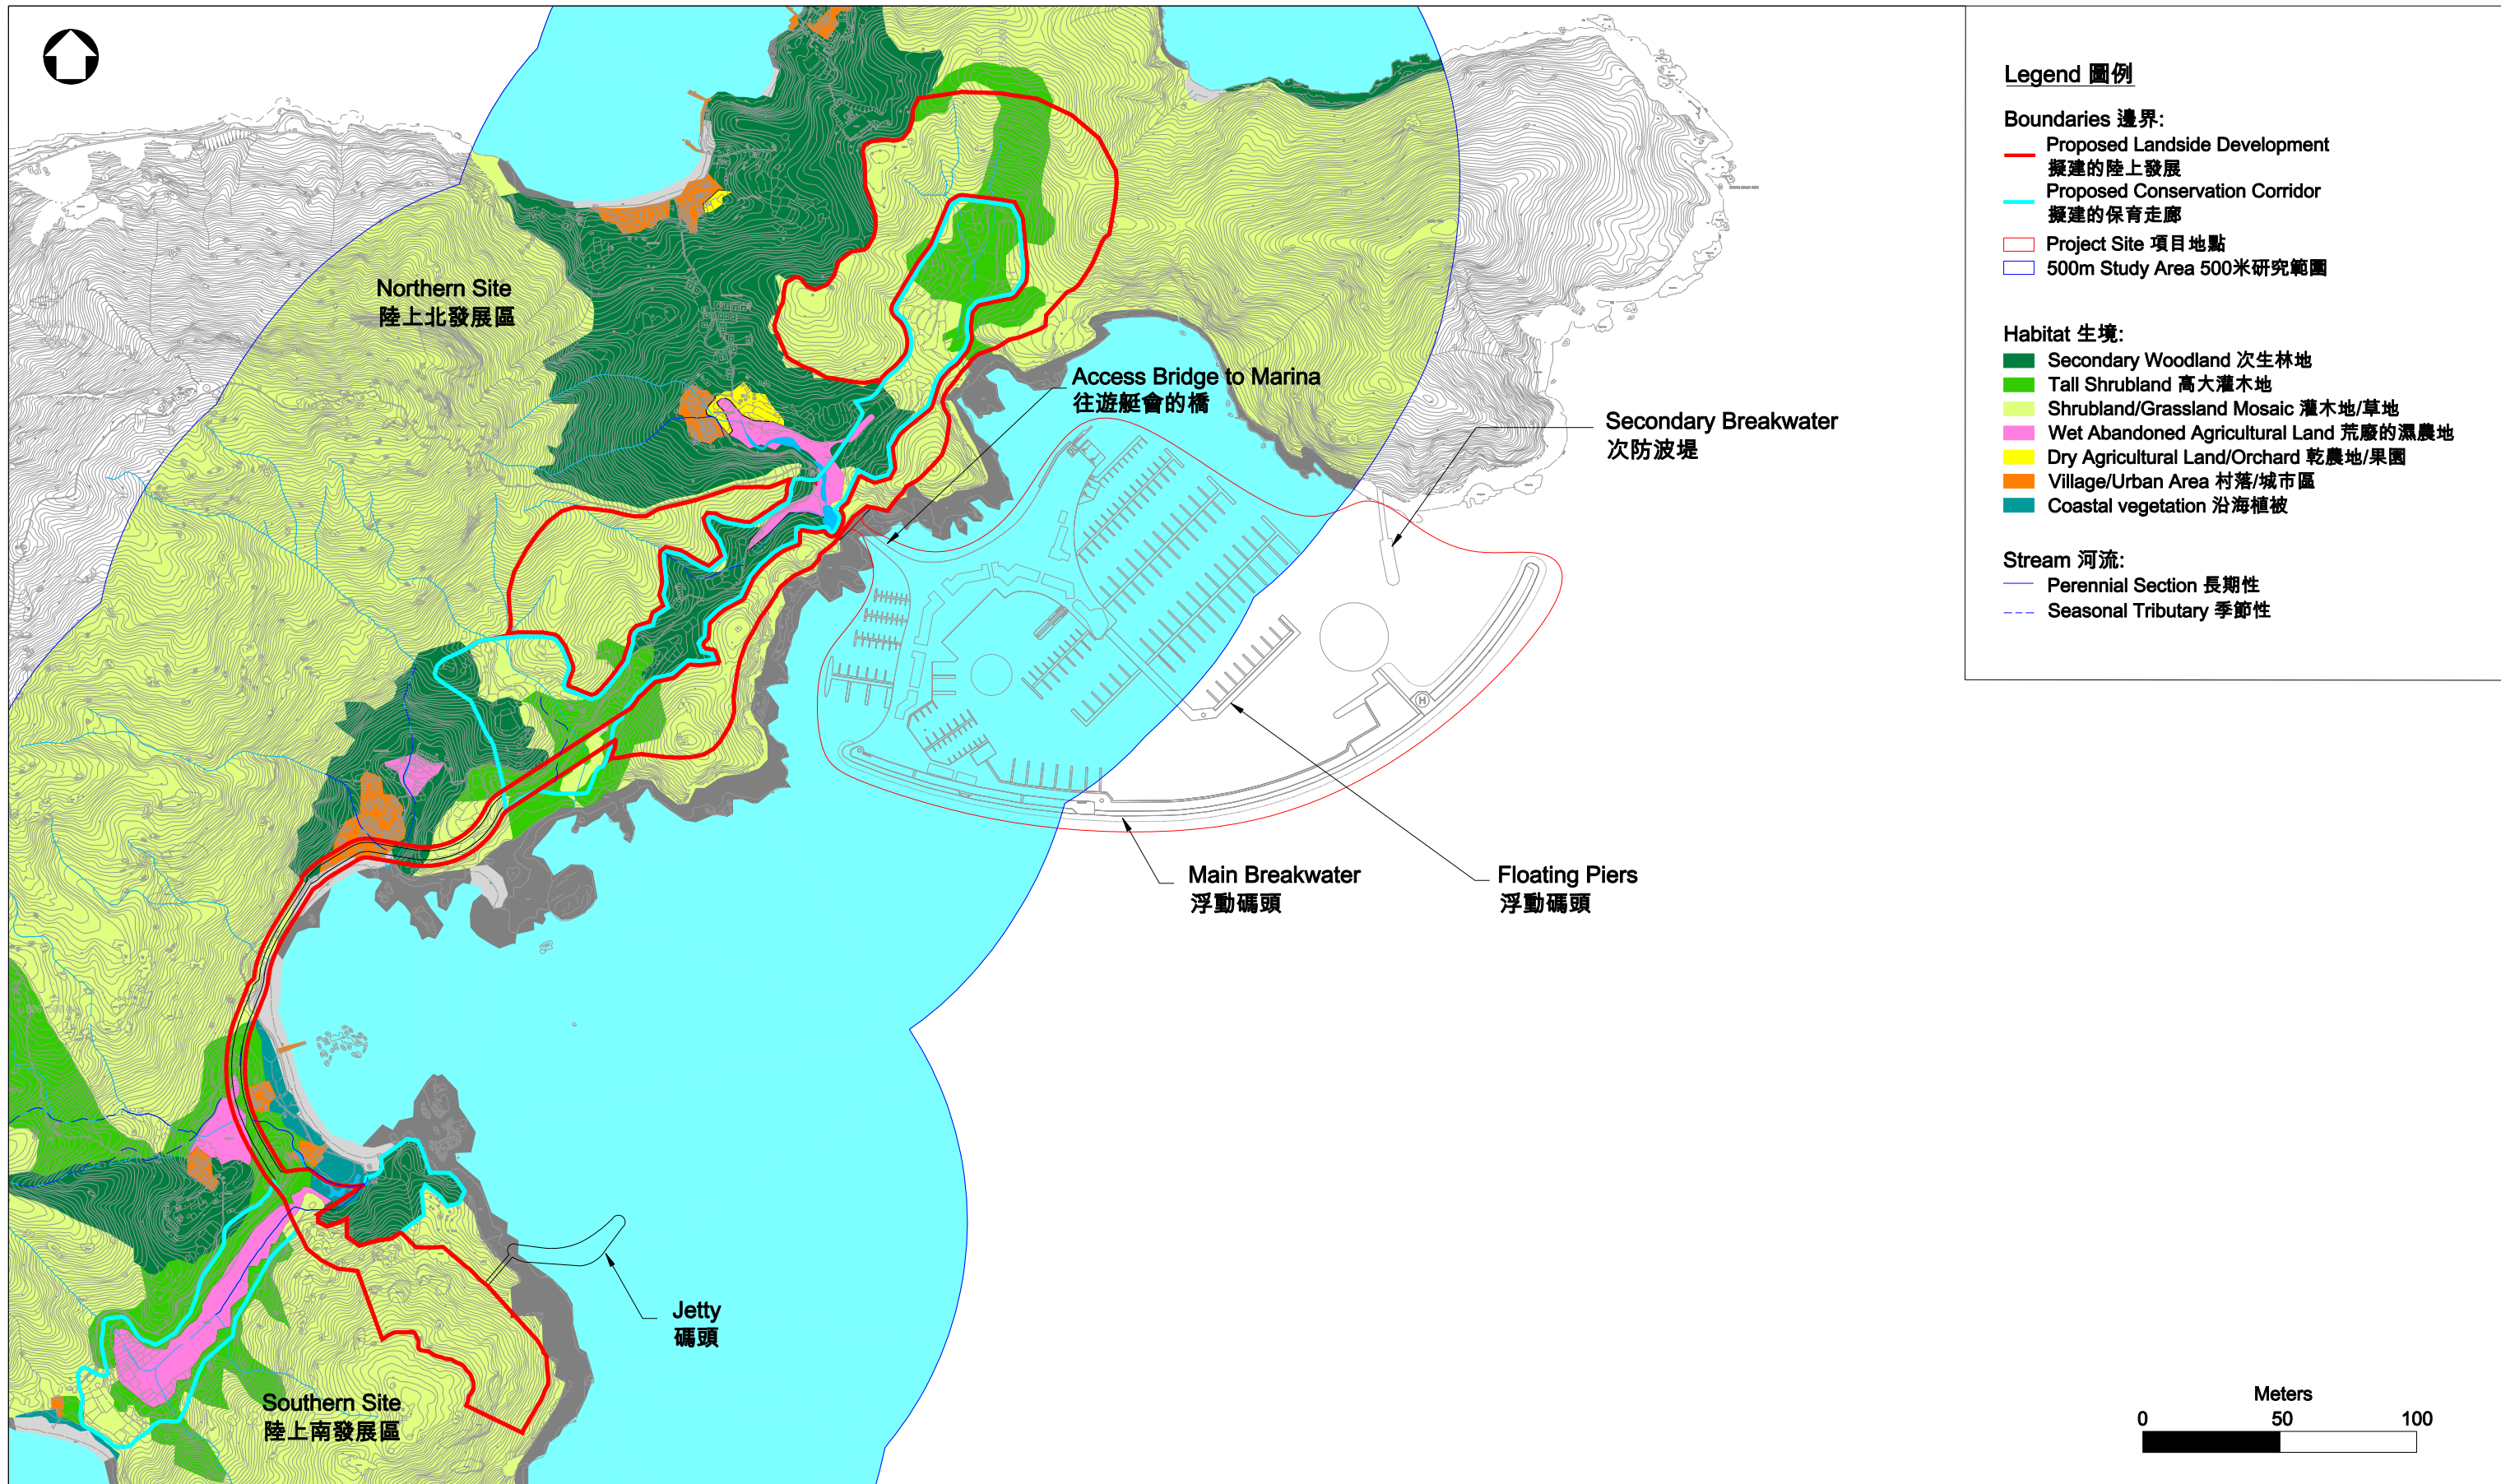 Legend 圖例
Boundaries 邊界:
Proposed Landside Development
擬建的陸上發展
Proposed Conservation Corridor
擬建的保育走廊
Project Site 項目地點
500m Study Area 500米研究範圍
Habitat 生境:
Secondary Woodland 次生林地
Tall Shrubland 高大灌木地
Shrubland/Grassland Mosaic 灌木地/草地
Wet Abandoned Agricultural Land 荒廢的濕農地
Dry Agricultural Land/Orchard 乾農地/果園
Village/Urban Area 村落/城市區
Coastal vegetation 沿海植被
Stream 河流:
Perennial Section 長期性
Seasonal Tributary 季節性
Northern Site
陸上北發展區
Access Bridge to Marina
往遊艇會的橋
Secondary Breakwater
次防波堤
H
Main Breakwater
浮動碼頭
Floating Piers
浮動碼頭
Jetty
碼頭
Southern Site
陸上南發展區
Meters
0 50 100